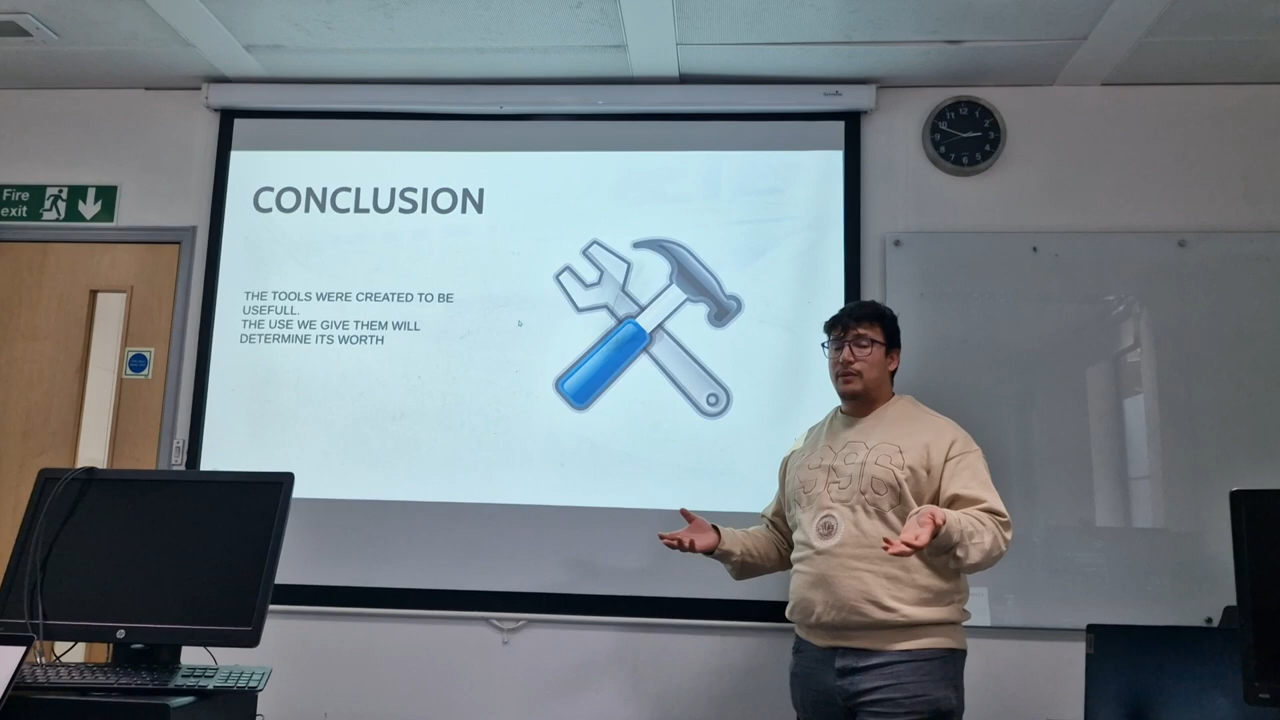 Fire
exit
CONCLUSION
THE TOOLS WERE CREATED TO BE
USEFULL.
THE USE WE GIVE THEM WILL
DETERMINE ITS WORTH
1996
hp